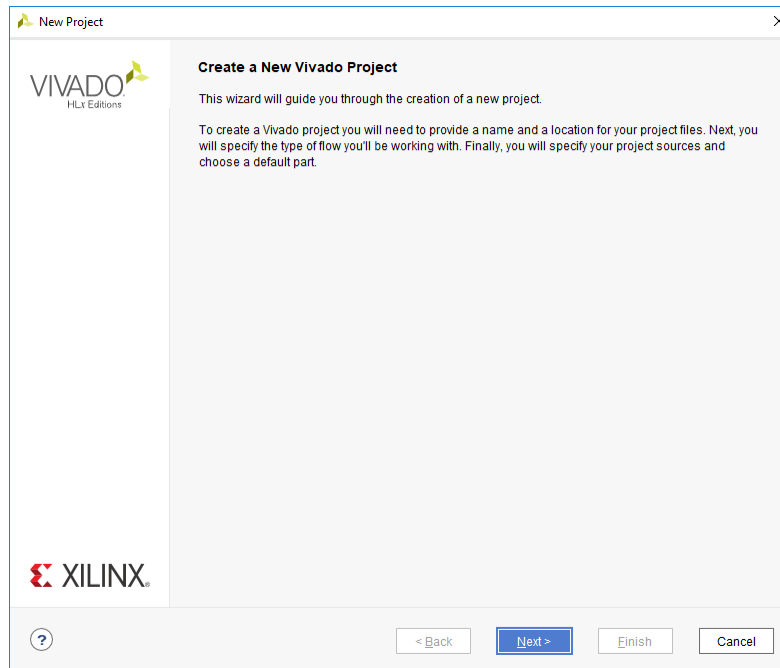 New Project
VIVADO
HLx Editions
Create a New Vivado Project
This wizard will guide you through the creation of a new project.
To create a Vivado project you will need to provide a name and a location for your project files. Next, you
will specify the type of flow you'll be working with. Finally, you will specify your project sources and
choose a default part.
XILINX
?
< Back
Next >
Finish
Cancel